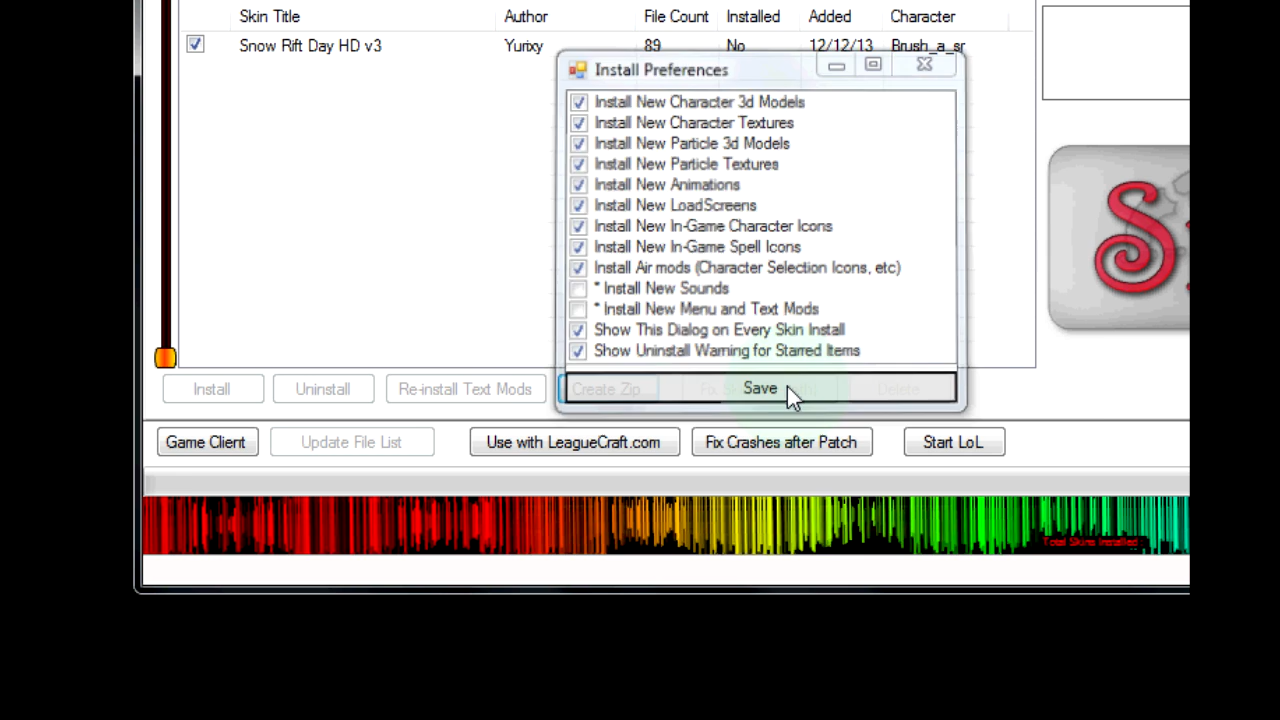 Skin Title Author File Count Installed Added Character
Snow Rift Day HD v3 Yurixy 89 No 12/12/13 Brush_a_sr
Install Preferences
Install New Character 3d Models
Install New Character Textures
Install New Particle 3d Models
Install New Particle Textures
Install New Animations
Install New LoadScreens
Install New In-Game Character Icons
Install New In-Game Spell Icons
Install Air mods (Character Selection Icons, etc)
* Install New Sounds
* Install New Menu and Text Mods
Show This Dialog on Every Skin Install
Show Uninstall Warning for Starred Items
Install Uninstall Re-install Text Mods Create Zip Save Delete
Game Client Update File List Use with LeagueCraft.com Fix Crashes after Patch Start LoL
Total Skins Installed